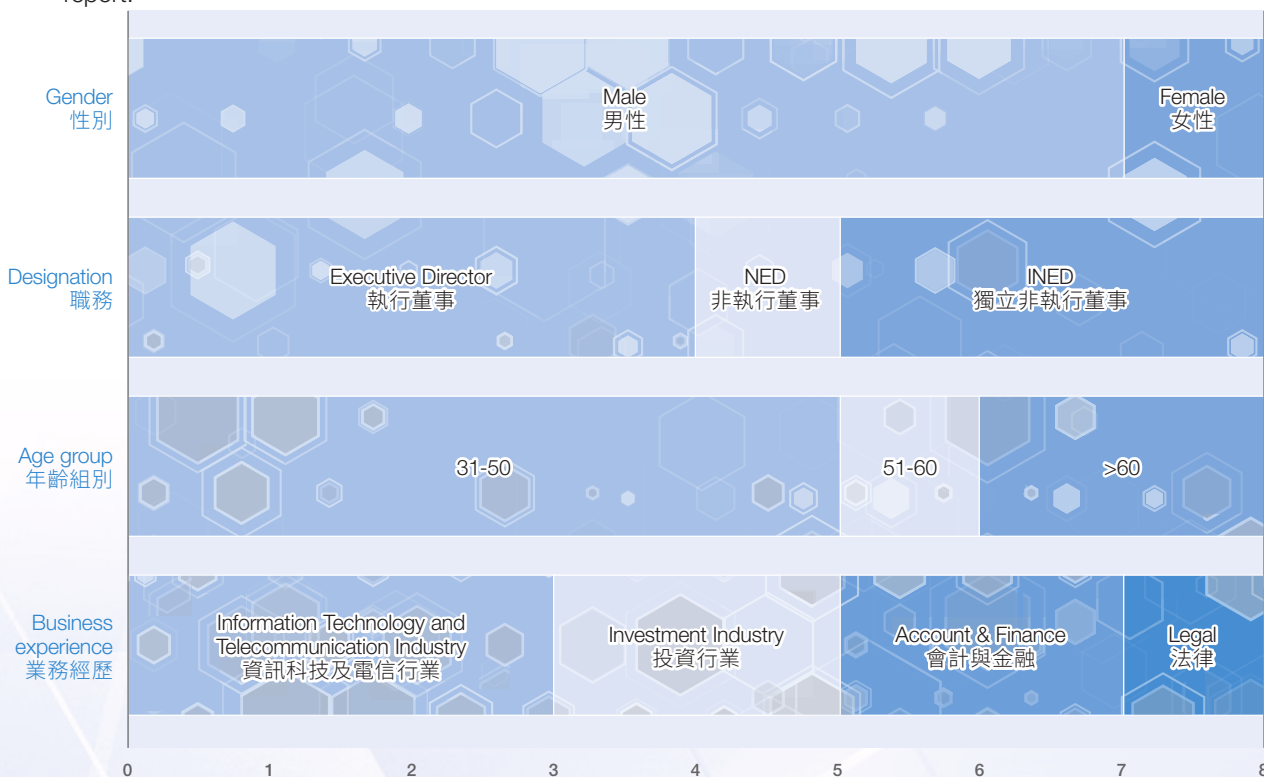 report.
Gender
性別
Male
男性
Female
女性
Designation
職務
Executive Director
執行董事
NED
非執行董事
INED
獨立非執行董事
Age group
年齡組別
31-50
51-60
>60
Business
experience
業務經歷
Information Technology and
Telecommunication Industry
資訊科技及電信行業
Investment Industry
投資行業
Account & Finance
會計與金融
Legal
法律
0 1 2 3 4 5 6 7 8